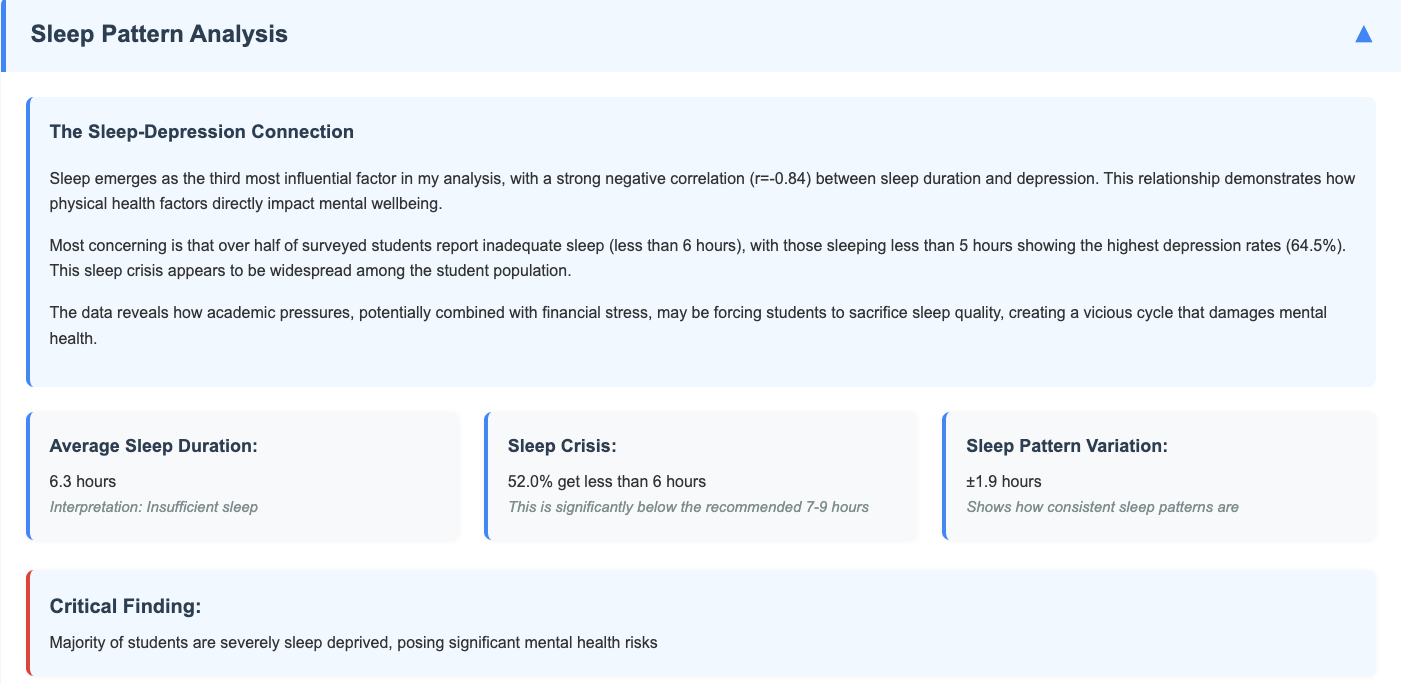 Sleep Pattern Analysis
▲
The Sleep-Depression Connection
Sleep emerges as the third most influential factor in my analysis, with a strong negative correlation (r=-0.84) between sleep duration and depression. This relationship demonstrates how
physical health factors directly impact mental wellbeing.
Most concerning is that over half of surveyed students report inadequate sleep (less than 6 hours), with those sleeping less than 5 hours showing the highest depression rates (64.5%).
This sleep crisis appears to be widespread among the student population.
The data reveals how academic pressures, potentially combined with financial stress, may be forcing students to sacrifice sleep quality, creating a vicious cycle that damages mental
health.
Average Sleep Duration:
6.3 hours
Interpretation: Insufficient sleep
Sleep Crisis:
52.0% get less than 6 hours
This is significantly below the recommended 7-9 hours
Sleep Pattern Variation:
±1.9 hours
Shows how consistent sleep patterns are
Critical Finding:
Majority of students are severely sleep deprived, posing significant mental health risks